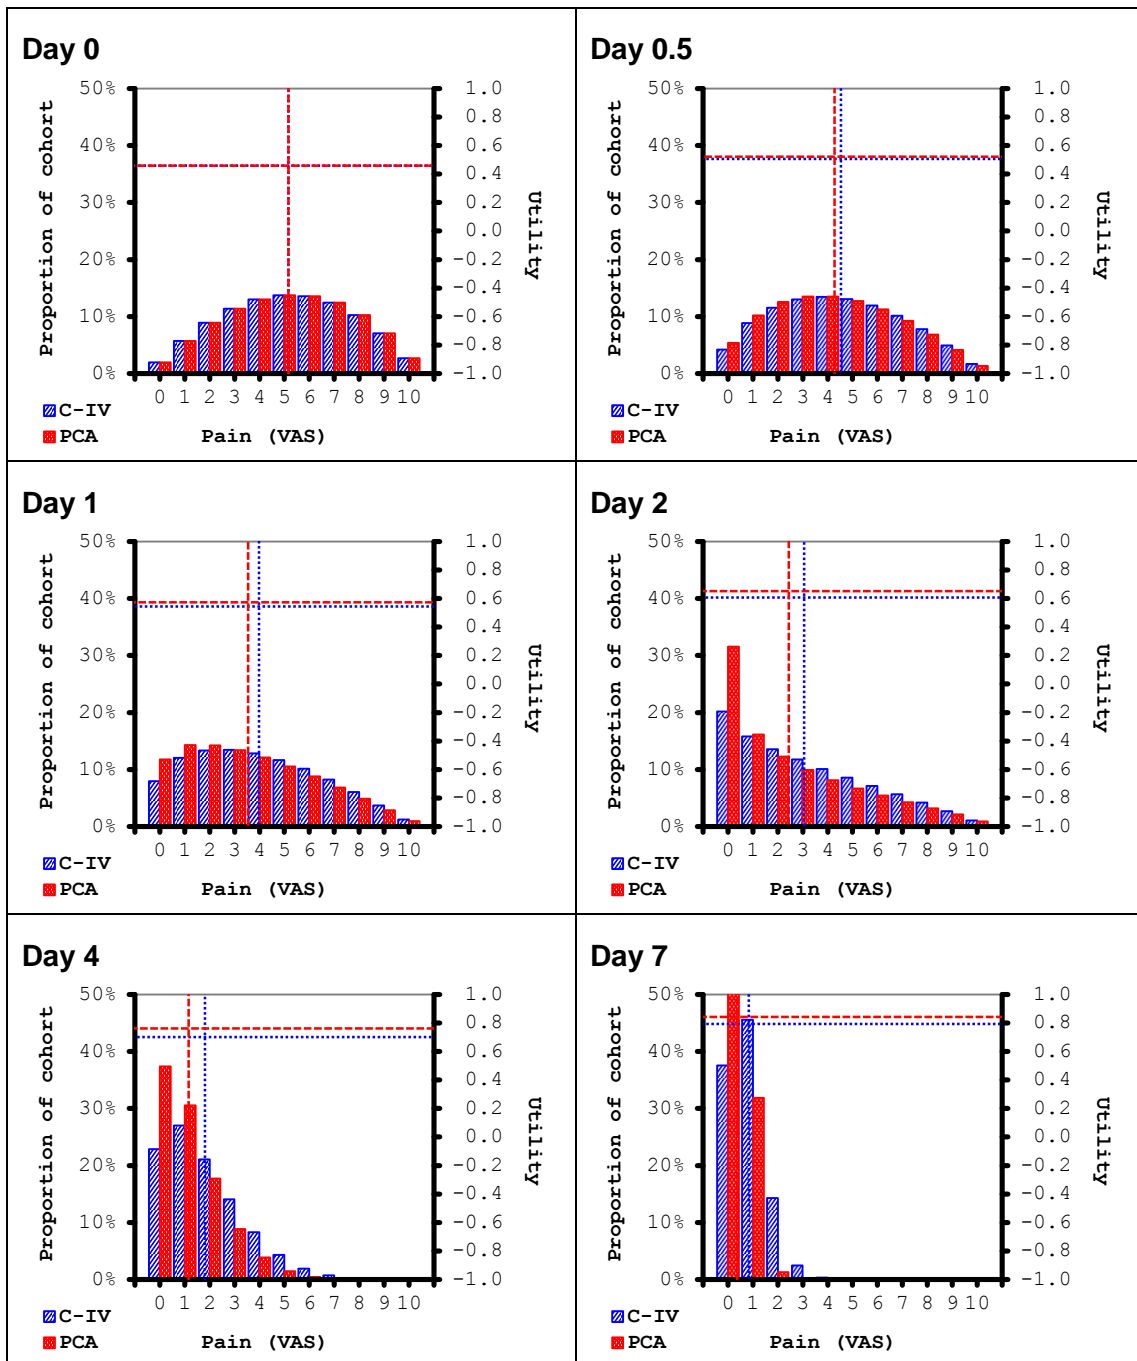 Day 0
Proportion of cohort
50%
40%
30%
20%
10%
0%
1.0
0.8
0.6
0.4
0.2
0.0
-0.2
-0.4
-0.6
-0.8
-1.0
Utility
0 1 2 3 4 5 6 7 8 9 10
C-IV
PCA
Pain (VAS)
Day 0.5
Proportion of cohort
50%
40%
30%
20%
10%
0%
1.0
0.8
0.6
0.4
0.2
0.0
-0.2
-0.4
-0.6
-0.8
-1.0
Utility
0 1 2 3 4 5 6 7 8 9 10
C-IV
PCA
Pain (VAS)
Day 1
Proportion of cohort
50%
40%
30%
20%
10%
0%
1.0
0.8
0.6
0.4
0.2
0.0
-0.2
-0.4
-0.6
-0.8
-1.0
Utility
0 1 2 3 4 5 6 7 8 9 10
C-IV
PCA
Pain (VAS)
Day 2
Proportion of cohort
50%
40%
30%
20%
10%
0%
1.0
0.8
0.6
0.4
0.2
0.0
-0.2
-0.4
-0.6
-0.8
-1.0
Utility
0 1 2 3 4 5 6 7 8 9 10
C-IV
PCA
Pain (VAS)
Day 4
Proportion of cohort
50%
40%
30%
20%
10%
0%
1.0
0.8
0.6
0.4
0.2
0.0
-0.2
-0.4
-0.6
-0.8
-1.0
Utility
0 1 2 3 4 5 6 7 8 9 10
C-IV
PCA
Pain (VAS)
Day 7
Proportion of cohort
50%
40%
30%
20%
10%
0%
1.0
0.8
0.6
0.4
0.2
0.0
-0.2
-0.4
-0.6
-0.8
-1.0
Utility
0 1 2 3 4 5 6 7 8 9 10
C-IV
PCA
Pain (VAS)